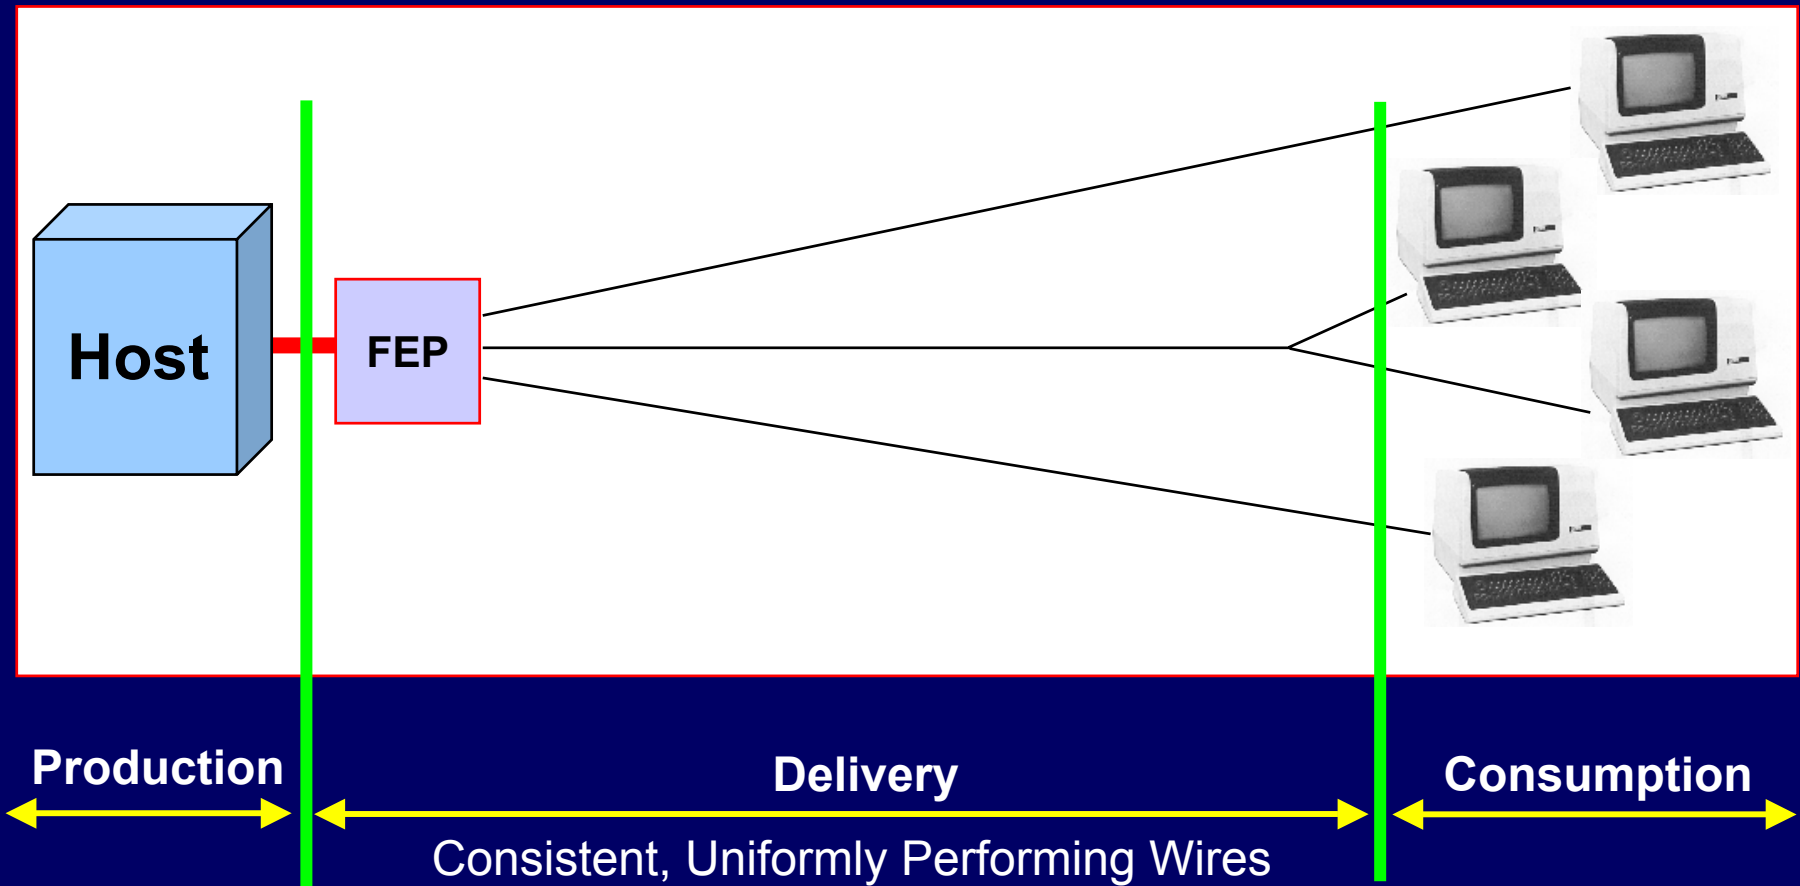 Host
FEP
Production
Delivery
Consumption
Consistent, Uniformly Performing Wires